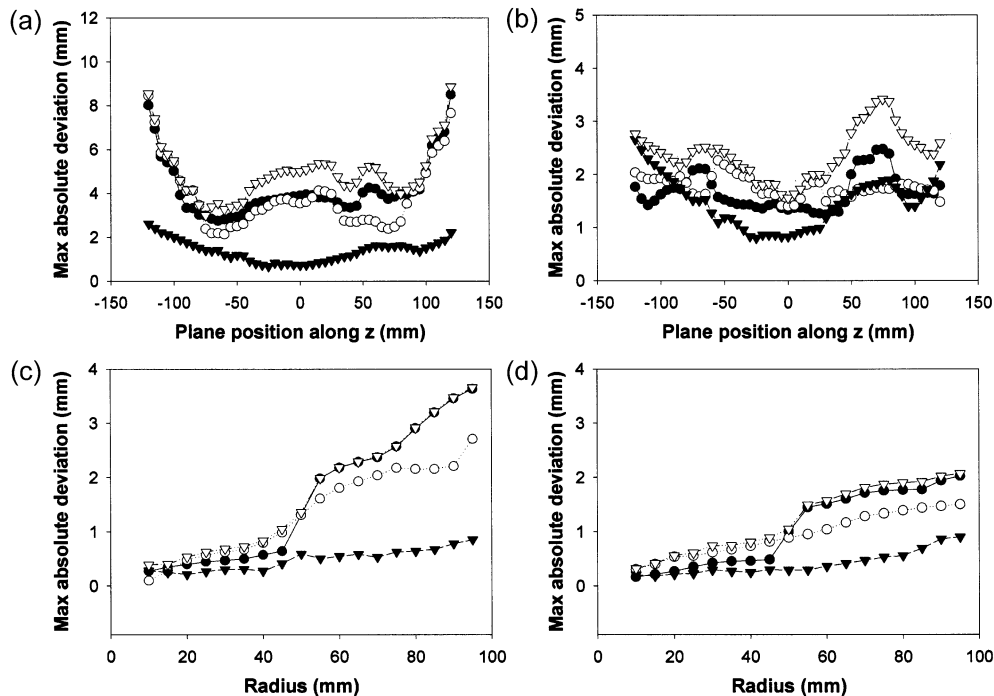 (a)
Max absolute deviation (mm)
12
10
8
6
4
2
0
-150 -100 -50 0 50 100 150
Plane position along z (mm)
(b)
Max absolute deviation (mm)
5
4
3
2
1
0
-150 -100 -50 0 50 100 150
Plane position along z (mm)
(c)
Max absolute deviation (mm)
4
3
2
1
0
0 20 40 60 80 100
Radius (mm)
(d)
Max absolute deviation (mm)
4
3
2
1
0
0 20 40 60 80 100
Radius (mm)